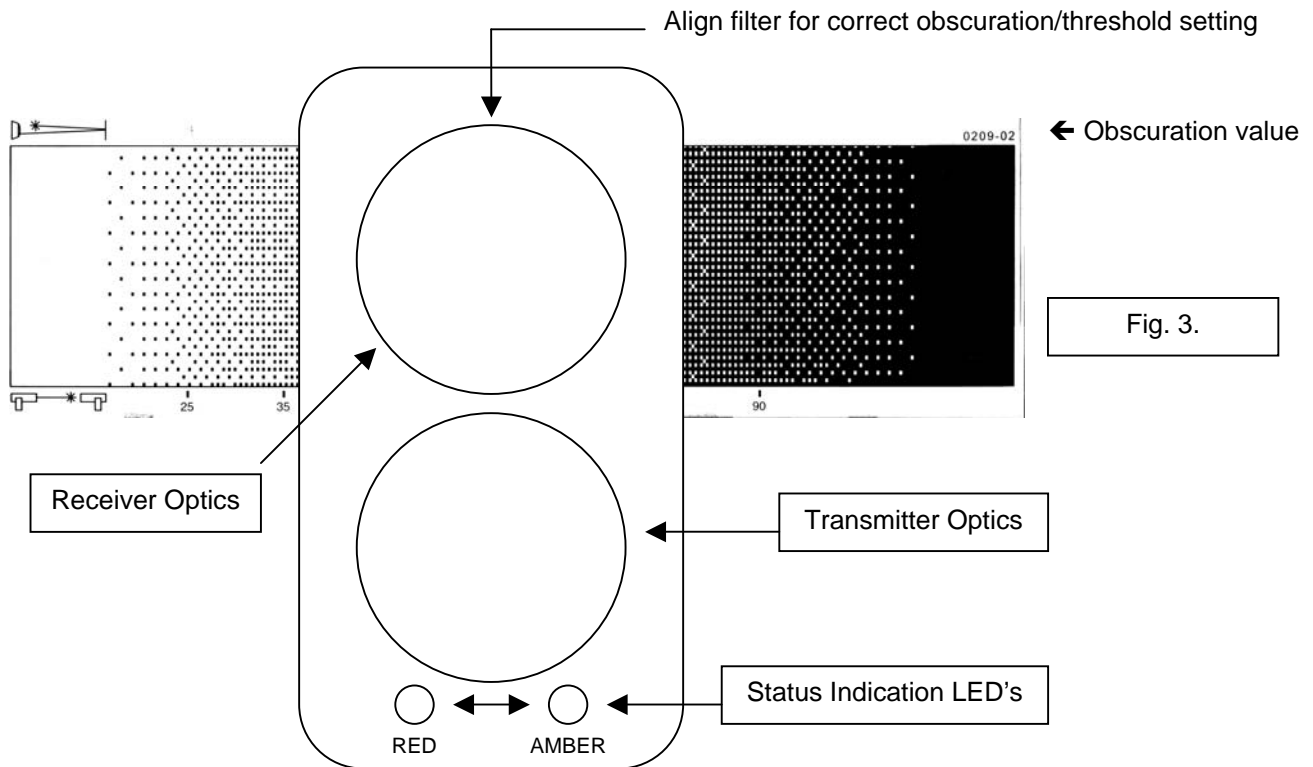 Align filter for correct obscuration/threshold setting
0209-02
← Obscuration value
Fig. 3.
25
35
90
Receiver Optics
Transmitter Optics
Status Indication LED's
RED
AMBER